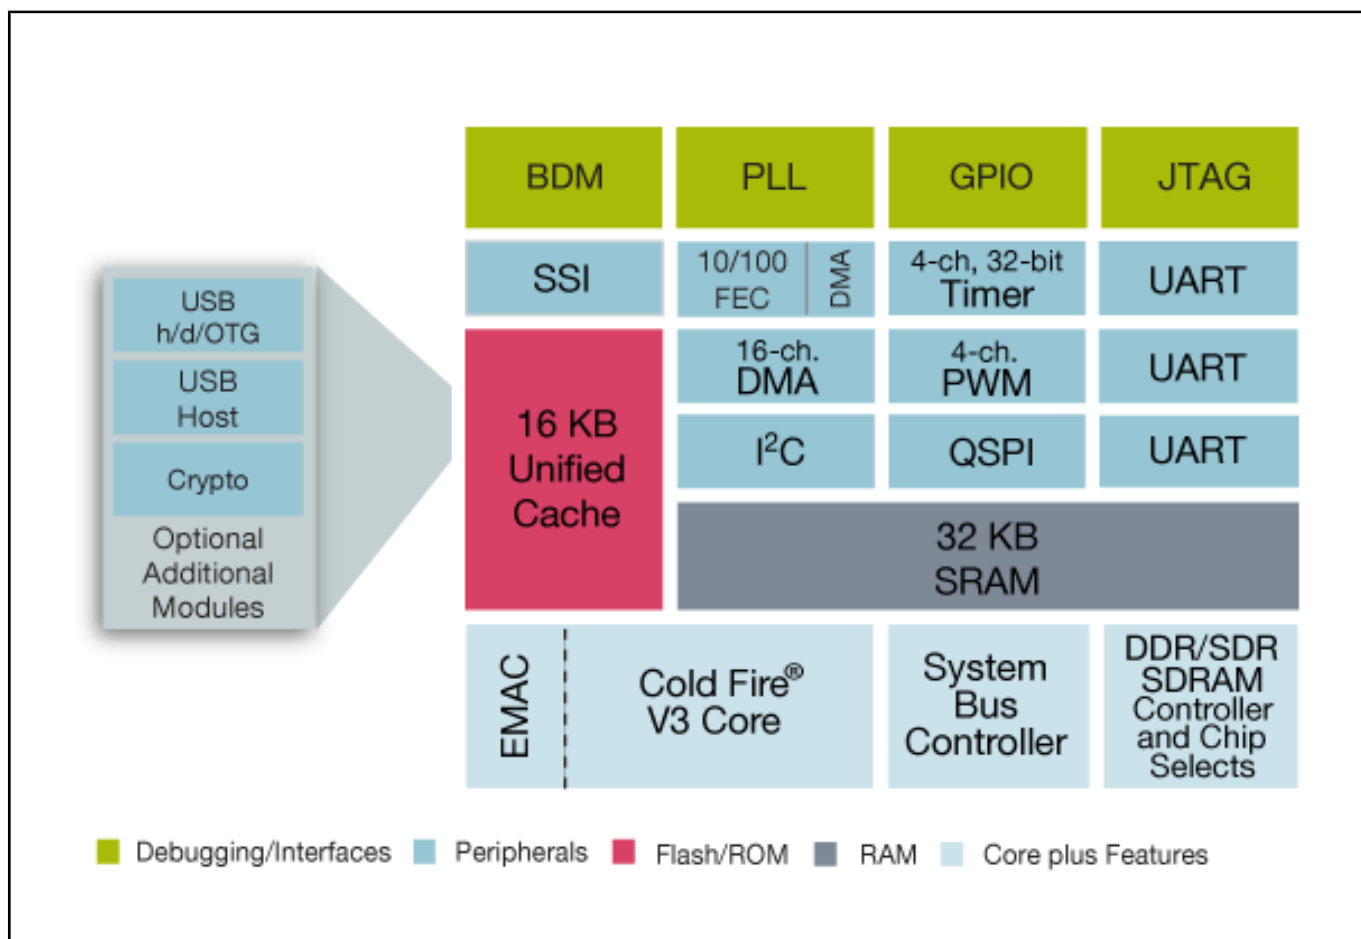 BDM
PLL
GPIO
JTAG
SSI
10/100
FEC
DMA
4-ch, 32-bit
Timer
UART
USB
h/d/OTG
USB
Host
Crypto
Optional
Additional
Modules
16 KB
Unified
Cache
16-ch.
DMA
4-ch.
PWM
UART
I²C
QSPI
UART
32 KB
SRAM
EMAC
Cold Fire®
V3 Core
System
Bus
Controller
DDR/SDR
SDRAM
Controller
and Chip
Selects
Debugging/Interfaces
Peripherals
Flash/ROM
RAM
Core plus Features